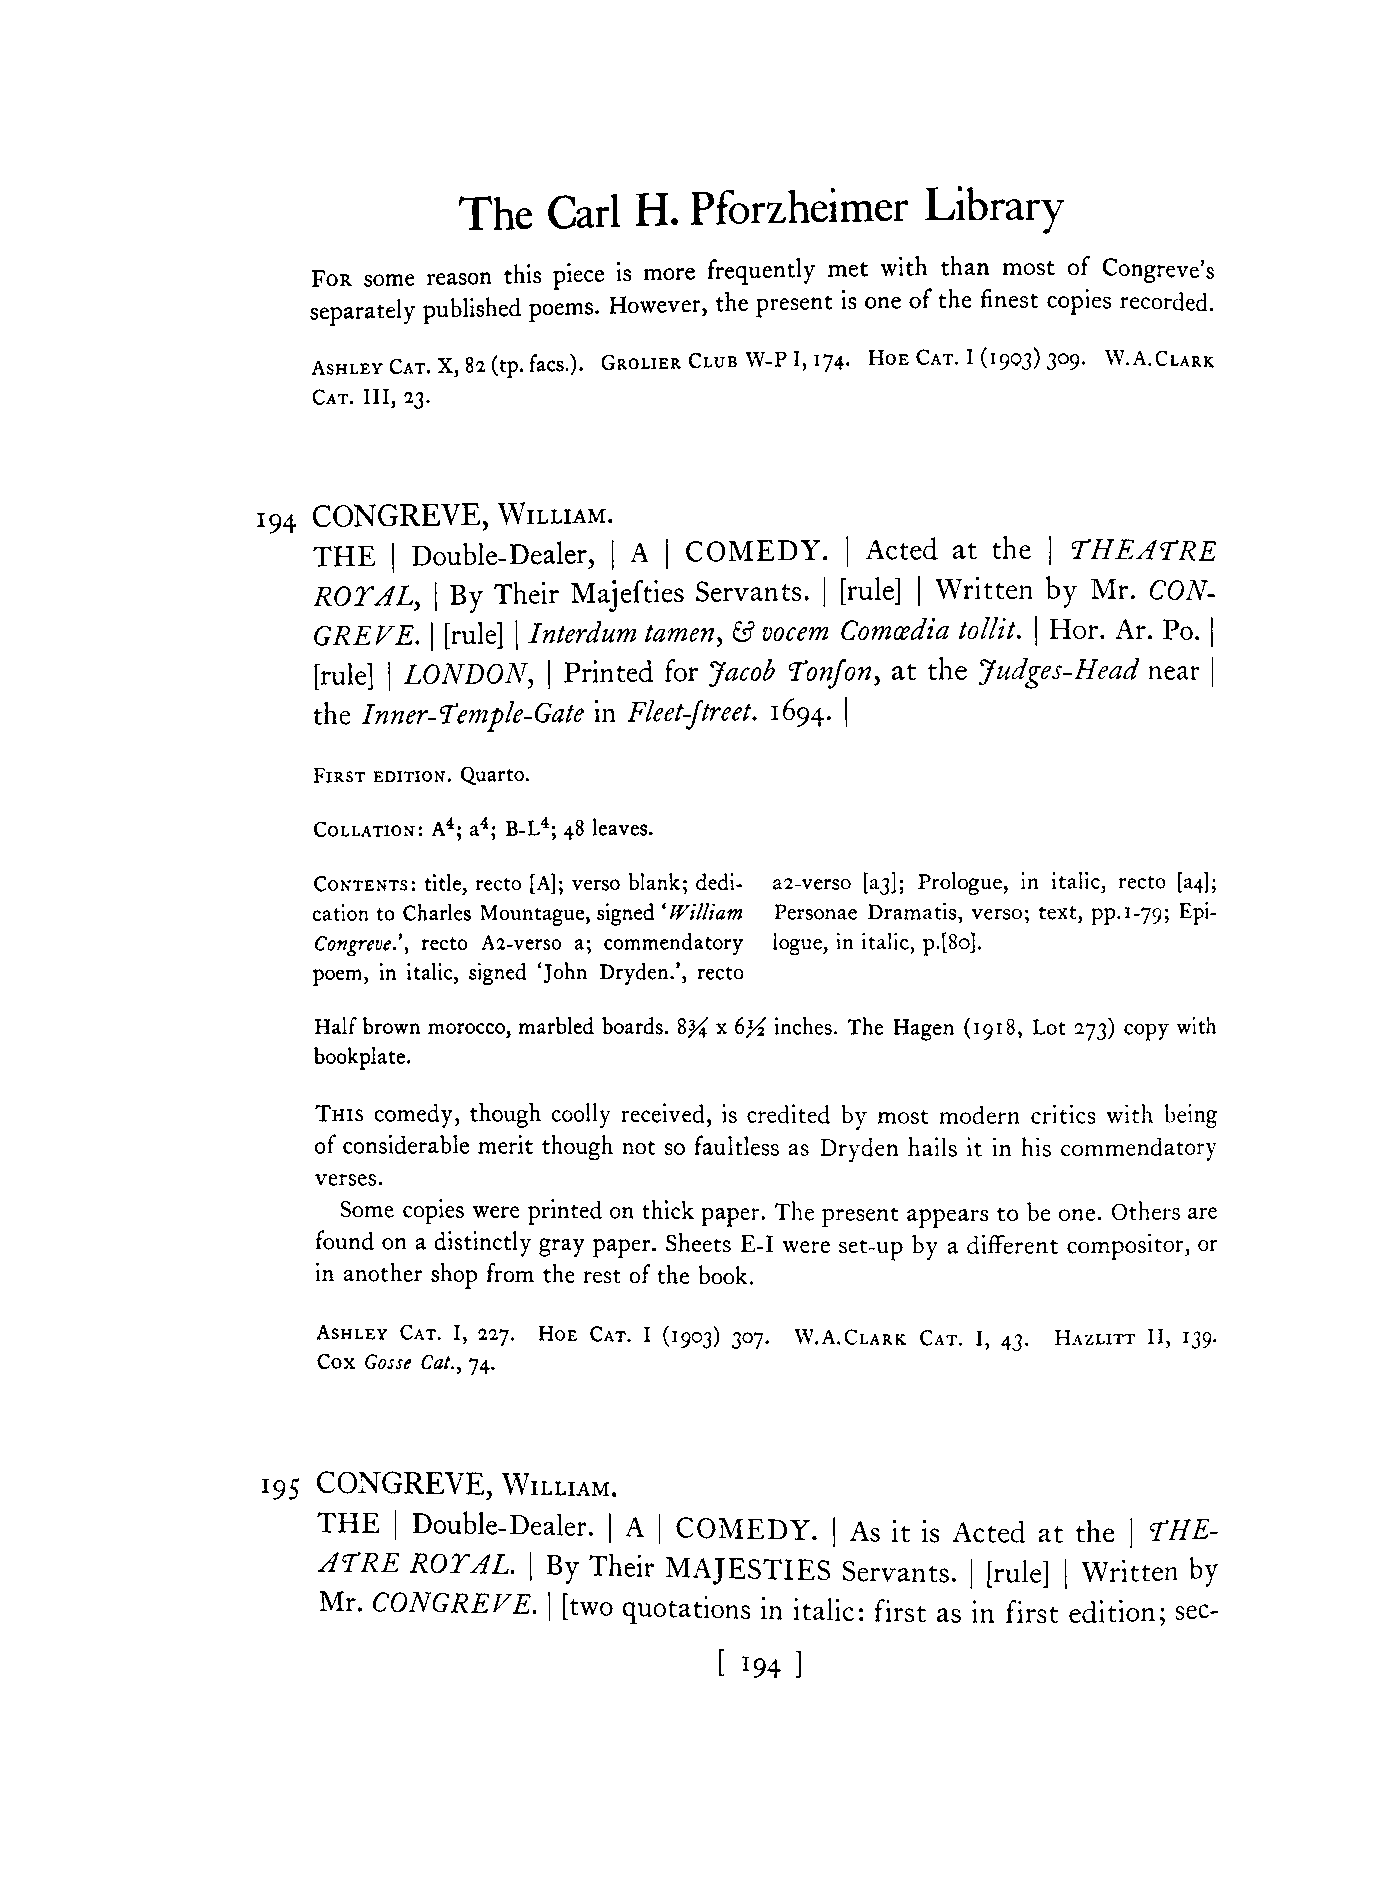 The Carl H. Pforzheimer Library
For some reason this piece is more frequently met with than most of Congreve's
separately published poems. However, the present is one of the finest copies recorded.
Ashley Cat. X, 82 (tp. facs.). Grolier Club W-P I, 174. Hoe Cat. I (1903) 309. W.A.Clark
Cat. III, 23.
194 CONGREVE, William.
THE | Double-Dealer, | A | COMEDY. | Acted at the | THEATRE
ROYAL, | By Their Majeſties Servants. | [rule] | Written by Mr. CON-
GREVE. | [rule] | Interdum tamen, & vocem Comœdia tollit. | Hor. Ar. Po. |
[rule] | LONDON, | Printed for Jacob Tonſon, at the Judges-Head near |
the Inner-Temple-Gate in Fleet-ſtreet. 1694. |
First edition. Quarto.
Collation: A⁴; a⁴; B-L⁴; 48 leaves.
Contents: title, recto [A]; verso blank; dedi-
cation to Charles Mountague, signed 'William
Congreve.', recto A2-verso a; commendatory
poem, in italic, signed 'John Dryden.', recto
a2-verso [a3]; Prologue, in italic, recto [a4];
Personae Dramatis, verso; text, pp.1-79; Epi-
logue, in italic, p.[80].
Half brown morocco, marbled boards. 8¾ x 6½ inches. The Hagen (1918, Lot 273) copy with
bookplate.
This comedy, though coolly received, is credited by most modern critics with being
of considerable merit though not so faultless as Dryden hails it in his commendatory
verses.
Some copies were printed on thick paper. The present appears to be one. Others are
found on a distinctly gray paper. Sheets E-I were set-up by a different compositor, or
in another shop from the rest of the book.
Ashley Cat. I, 227. Hoe Cat. I (1903) 307. W.A.Clark Cat. I, 43. Hazlitt II, 139.
Cox Gosse Cat., 74.
195 CONGREVE, William.
THE | Double-Dealer. | A | COMEDY. | As it is Acted at the | THE-
ATRE ROYAL. | By Their MAJESTIES Servants. | [rule] | Written by
Mr. CONGREVE. | [two quotations in italic: first as in first edition; sec-
[ 194 ]